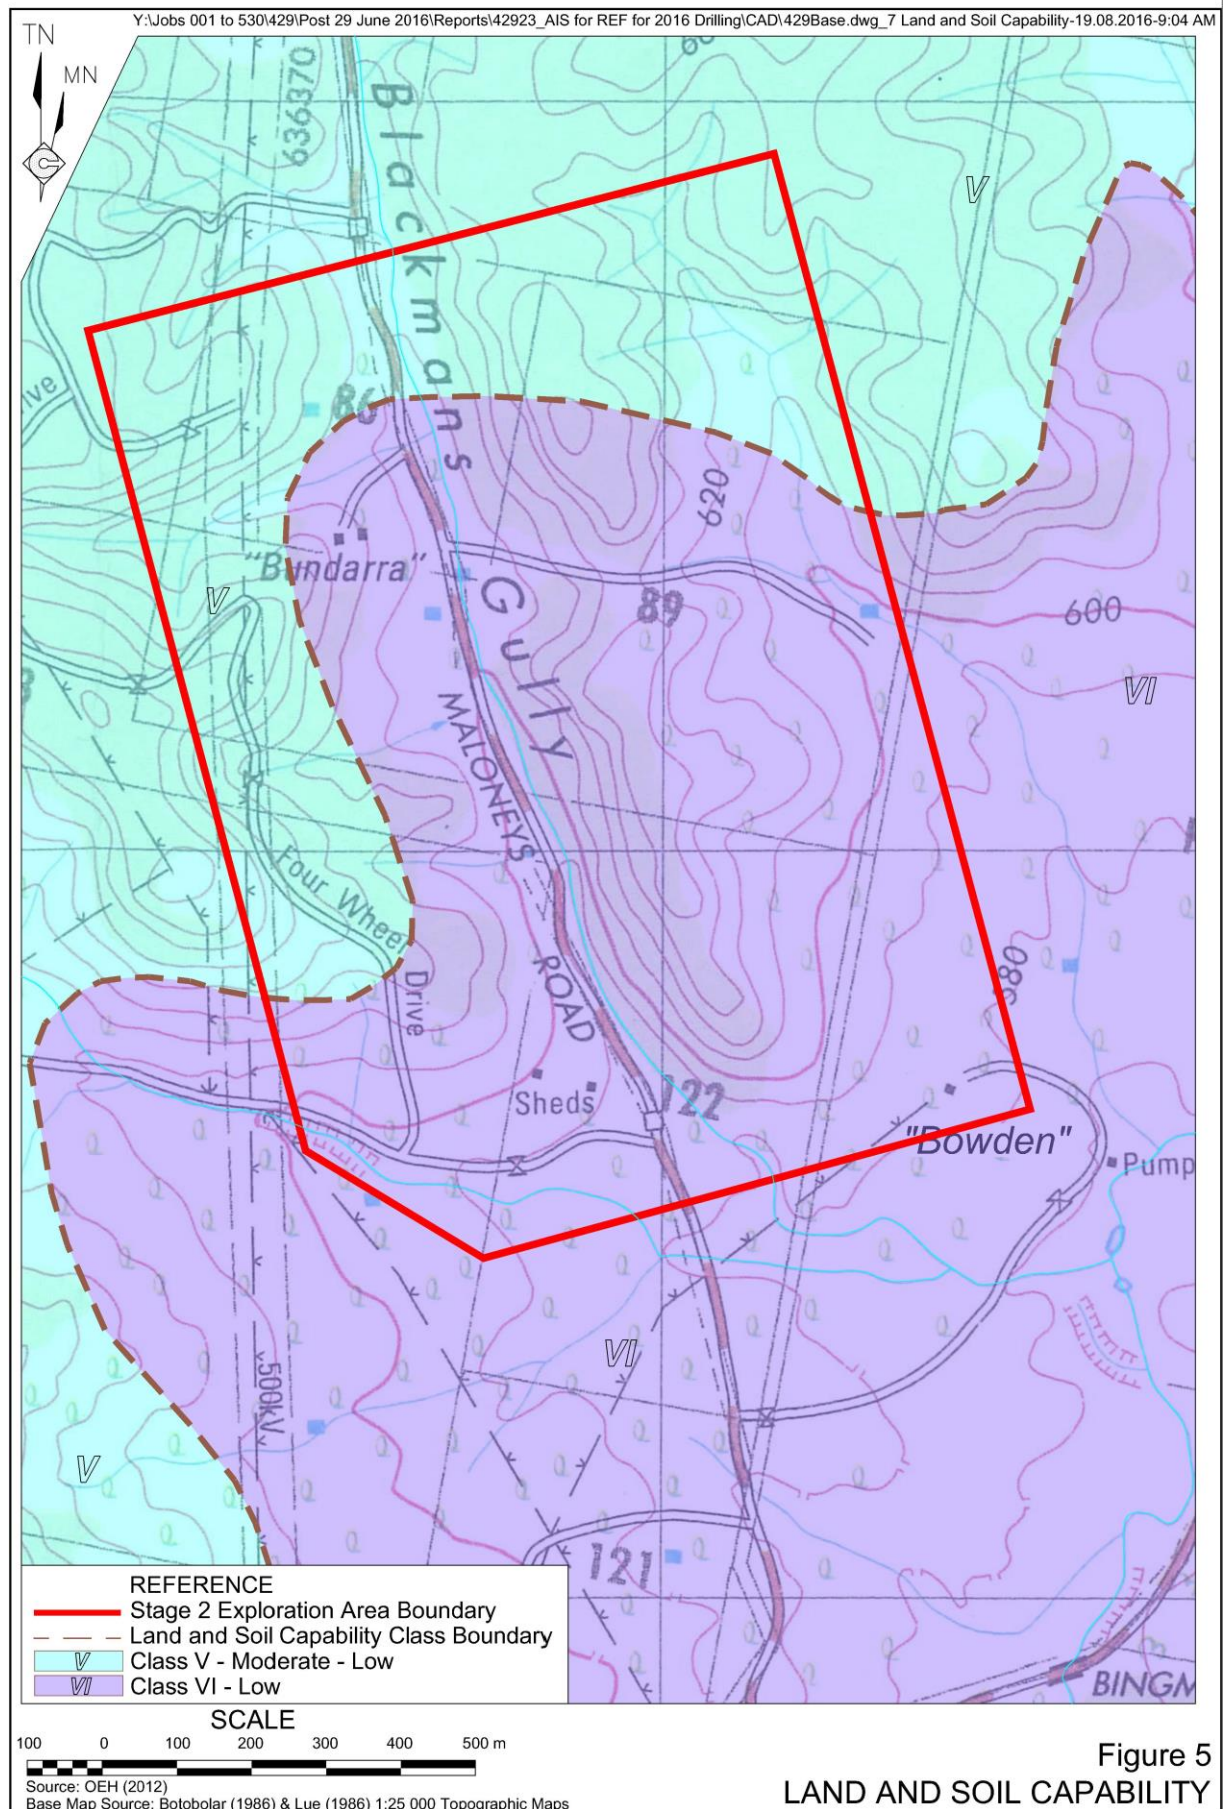 Y:\Jobs 001 to 530\429\Post 29 June 2016\Reports\42923_AIS for REF for 2016 Drilling\CAD\429Base.dwg_7 Land and Soil Capability-19.08.2016-9:04 AM
TN
MN
636370
Blackmans
V
86
620
"Bundarra"
Gully
89
600
V
VI
MALONEYS
Four Wheel
Drive
ROAD
580
Sheds
122
"Bowden"
Pump
VI
500kV
V
121
BINGM
REFERENCE
Stage 2 Exploration Area Boundary
Land and Soil Capability Class Boundary
V Class V - Moderate - Low
VI Class VI - Low
SCALE
100 0 100 200 300 400 500 m
Source: OEH (2012)
Base Map Source: Botobolar (1986) & Lue (1986) 1:25 000 Topographic Maps
Figure 5
LAND AND SOIL CAPABILITY